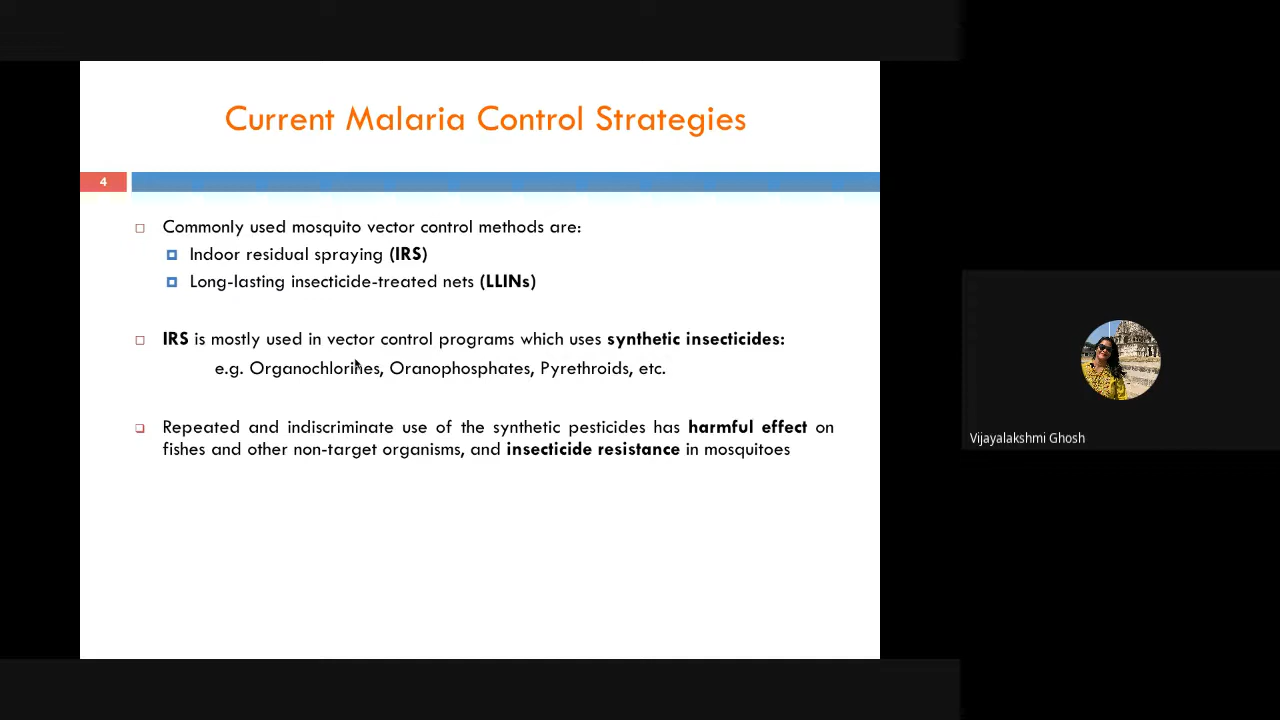 Current Malaria Control Strategies
4
Commonly used mosquito vector control methods are:
Indoor residual spraying (IRS)
Long-lasting insecticide-treated nets (LLINs)
IRS is mostly used in vector control programs which uses synthetic insecticides:
e.g. Organochlorines, Oranophosphates, Pyrethroids, etc.
Repeated and indiscriminate use of the synthetic pesticides has harmful effect on
fishes and other non-target organisms, and insecticide resistance in mosquitoes
Vijayalakshmi Ghosh